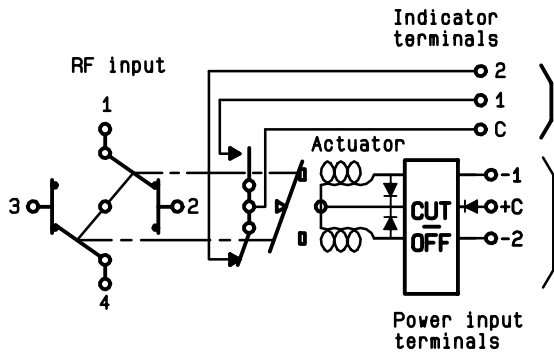 Indicator
terminals
RF input
2
1
1
C
Actuator
-1
3
2
CUT
+C
OFF
-2
4
Power input
terminals